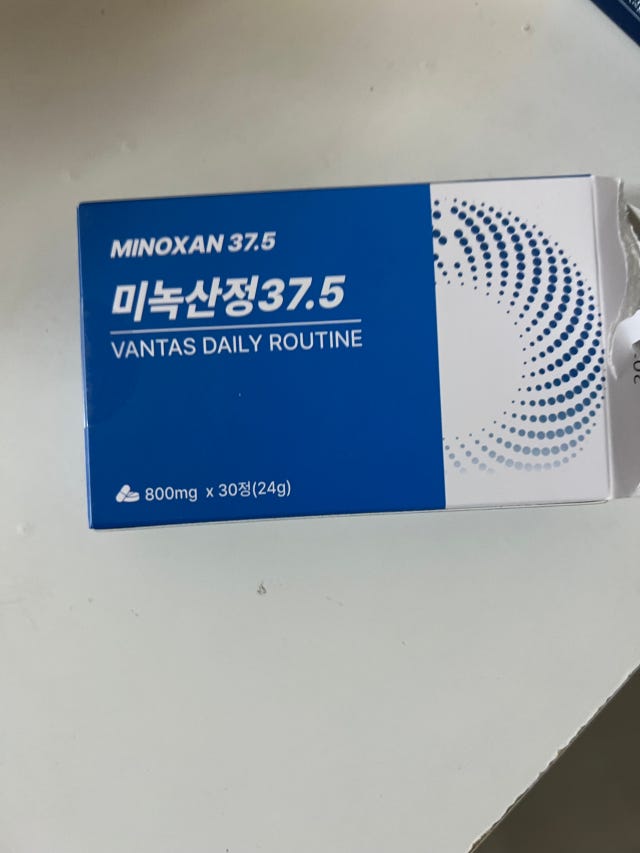 MINOXAN 37.5
미녹산정37.5
VANTAS DAILY ROUTINE
800mg x 30정(24g)